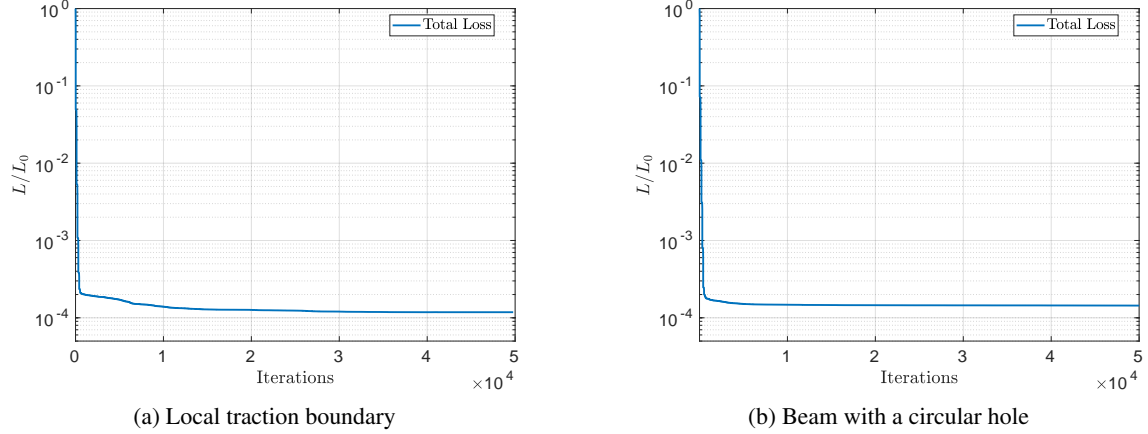 10^0
10^-1
10^-2
10^-3
10^-4
L/L_0
Total Loss
0 1 2 3 4 5
Iterations
×10^4
(a) Local traction boundary
10^0
10^-1
10^-2
10^-3
10^-4
L/L_0
Total Loss
1 2 3 4 5
Iterations
×10^4
(b) Beam with a circular hole